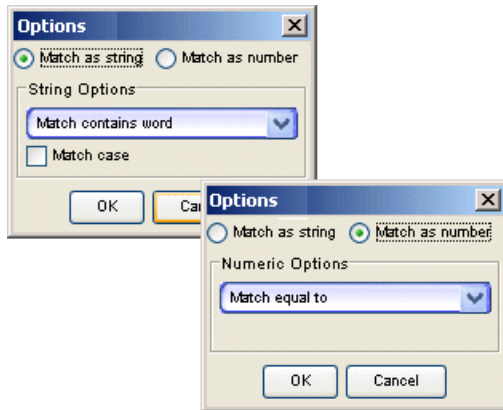 Options
Match as string Match as number
String Options
Match contains word
Match case
OK
Options
Match as string Match as number
Numeric Options
Match equal to
OK Cancel